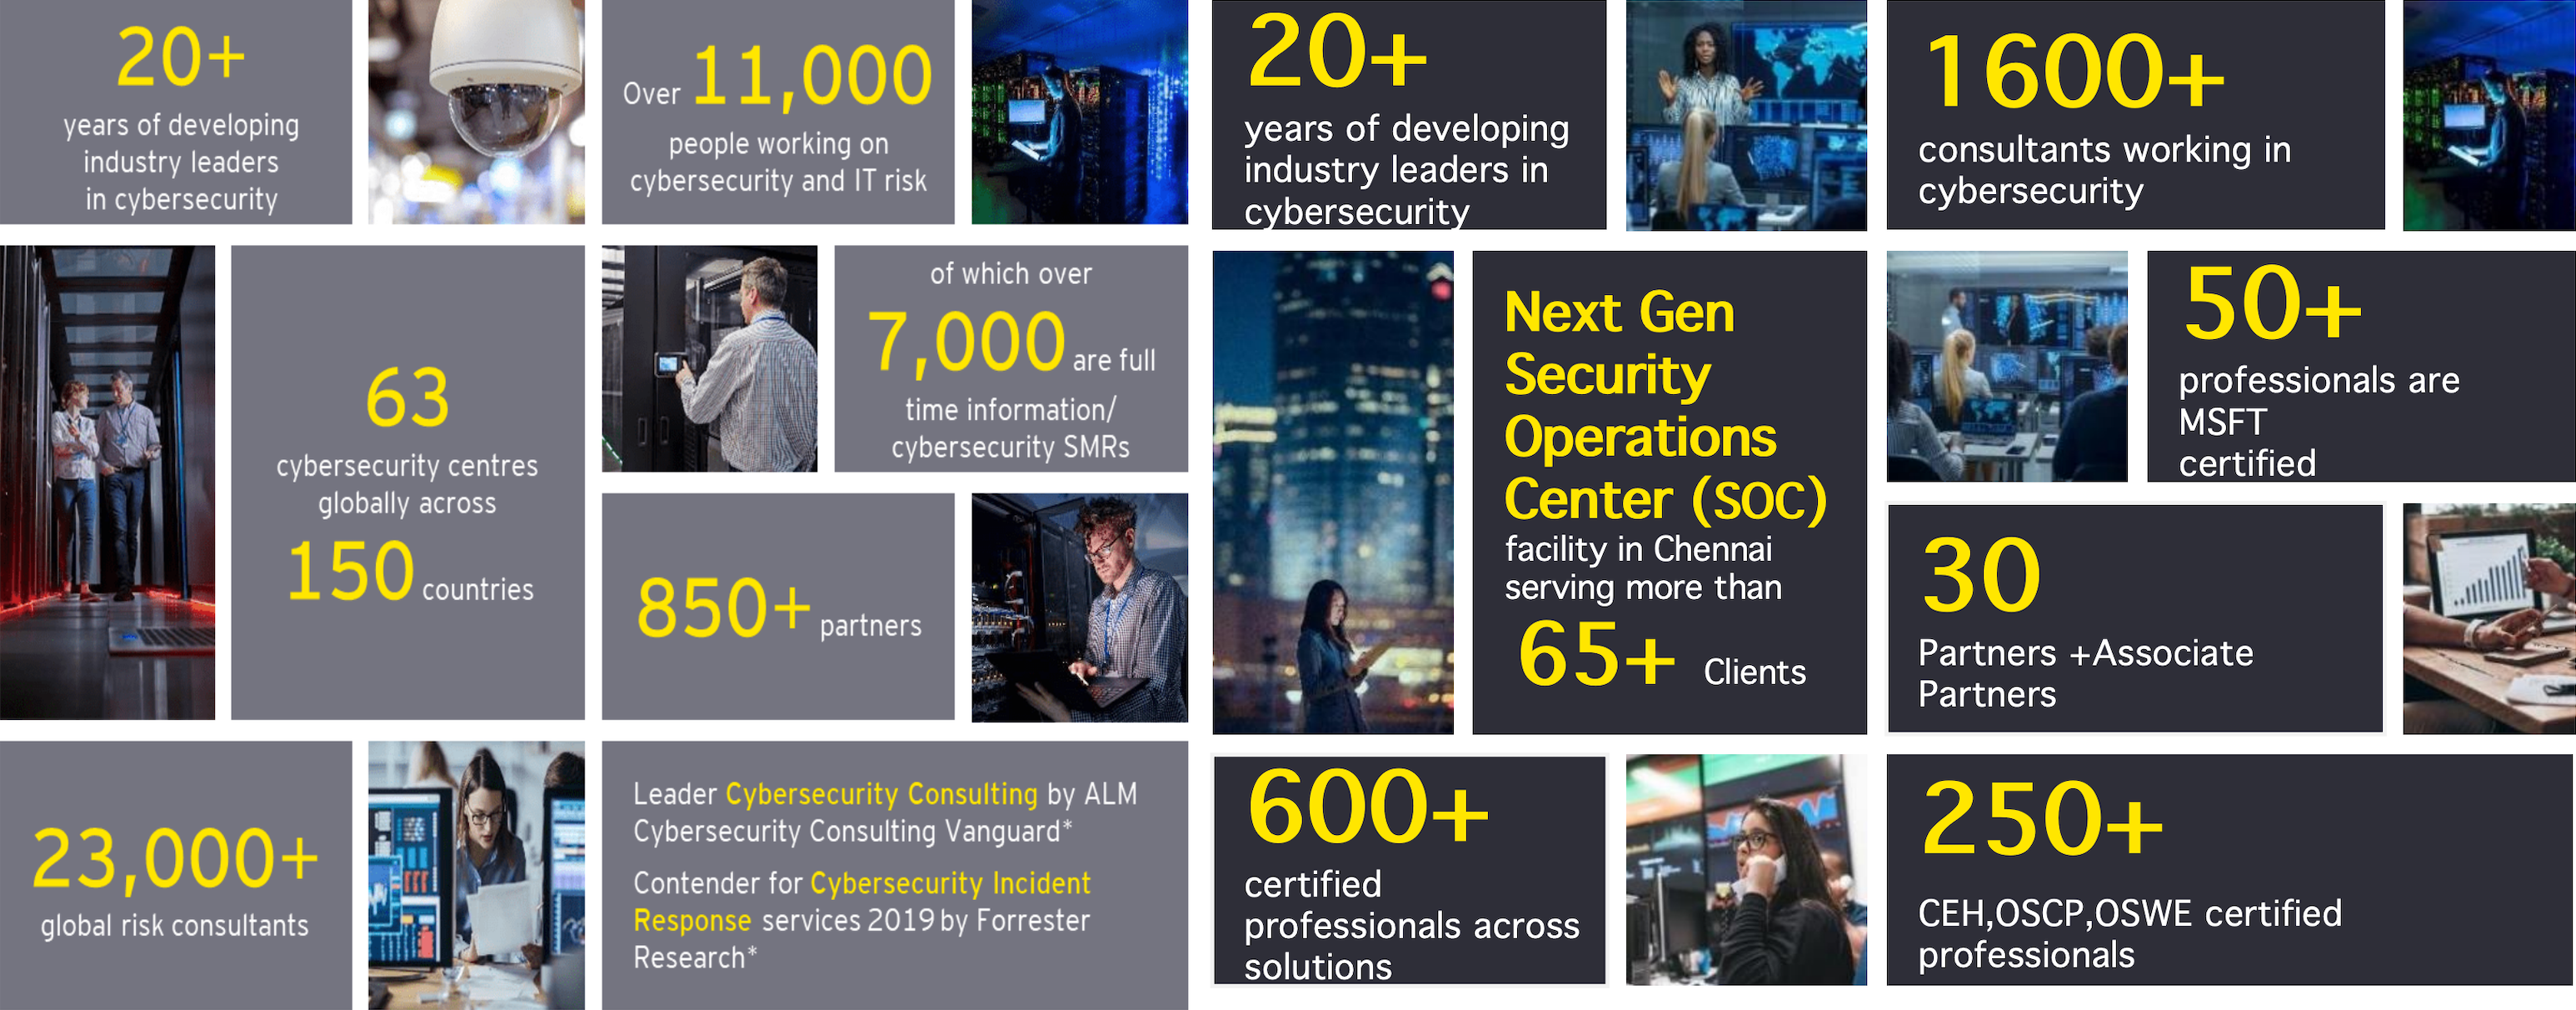 20+
years of developing
industry leaders
in cybersecurity
Over 11,000
people working on
cybersecurity and IT risk
63
cybersecurity centres
globally across
150 countries
of which over
7,000 are full
time information/
cybersecurity SMRs
850+ partners
23,000+
global risk consultants
Leader Cybersecurity Consulting by ALM
Cybersecurity Consulting Vanguard*
Contender for Cybersecurity Incident
Response services 2019 by Forrester
Research*
20+
years of developing
industry leaders in
cybersecurity
1600+
consultants working in
cybersecurity
Next Gen
Security
Operations
Center (SOC)
facility in Chennai
serving more than
65+ Clients
50+
professionals are
MSFT
certified
30
Partners +Associate
Partners
600+
certified
professionals across
solutions
250+
CEH,OSCP,OSWE certified
professionals